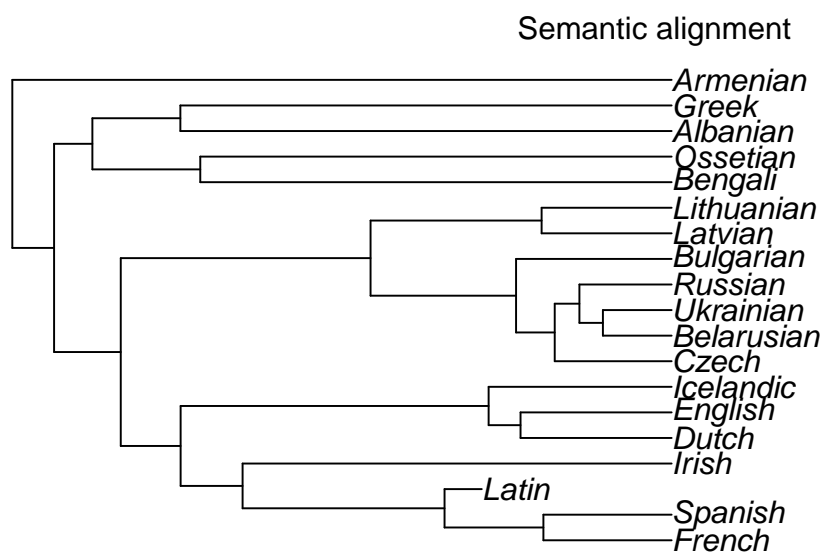 Semantic alignment
Armenian
Greek
Albanian
Ossetian
Bengali
Lithuanian
Latvian
Bulgarian
Russian
Ukrainian
Belarusian
Czech
Icelandic
English
Dutch
Irish
Latin
Spanish
French